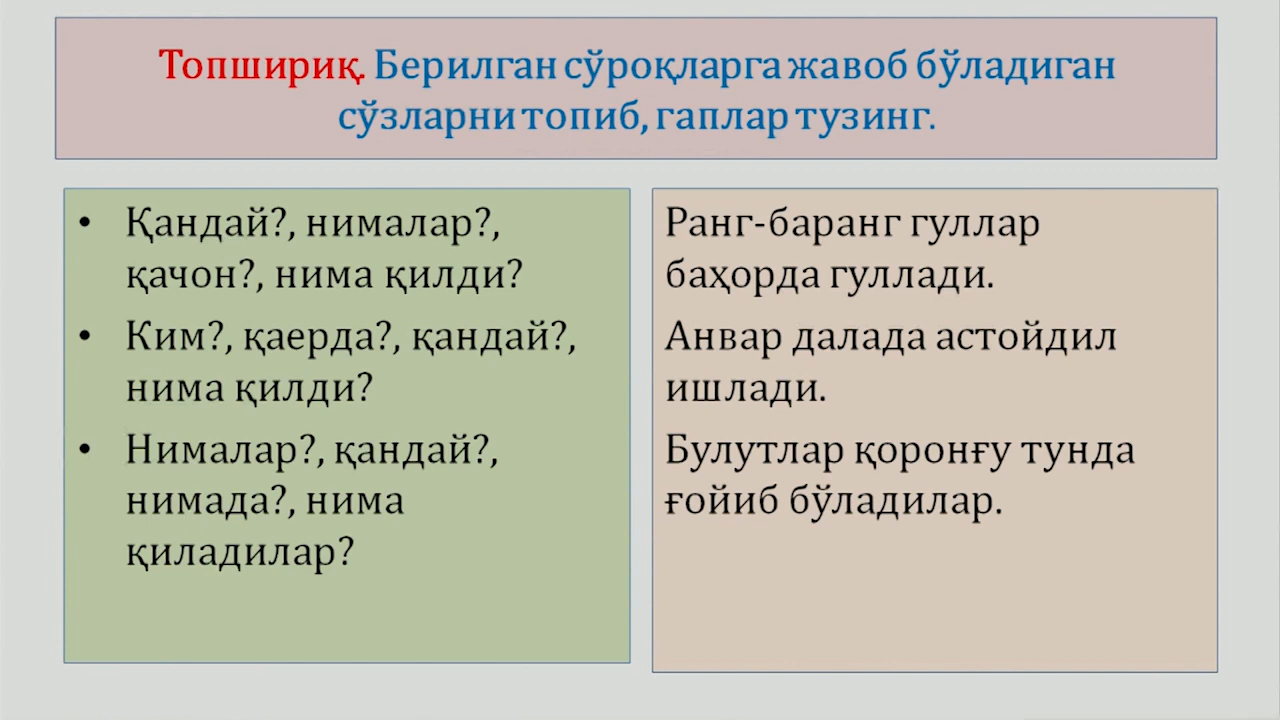 Топшириқ. Берилган сўроқларга жавоб бўладиган
сўзларни топиб, гаплар тузинг.
• Қандай?, нималар?,
қачон?, нима қилди?
• Ким?, қаерда?, қандай?,
нима қилди?
• Нималар?, қандай?,
нимада?, нима
қиладилар?
Ранг-баранг гуллар
баҳорда гуллади.
Анвар далада астойдил
ишлади.
Булутлар қоронғу тунда
ғойиб бўладилар.